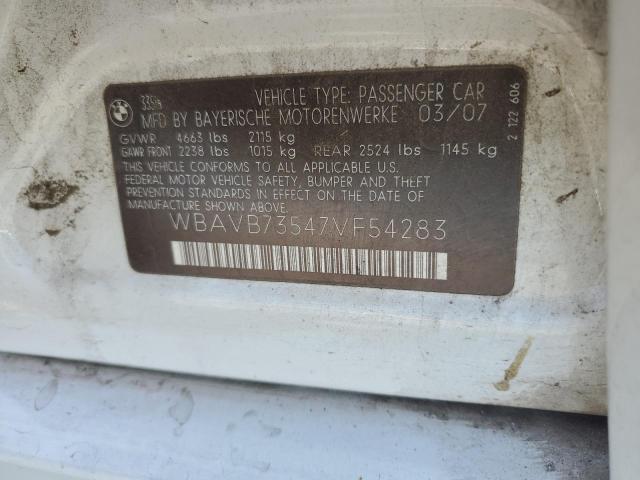 VEHICLE TYPE: PASSENGER CAR
MFD BY BAYERISCHE MOTORENWERKE 03/07
GVWR 4663 lbs 2115 kg
GAWR FRONT 2238 lbs 1015 kg REAR 2524 lbs 1145 kg
THIS VEHICLE CONFORMS TO ALL APPLICABLE U.S.
FEDERAL MOTOR VEHICLE SAFETY, BUMPER AND THEFT
PREVENTION STANDARDS IN EFFECT ON THE DATE OF
MANUFACTURE SHOWN ABOVE.
WBAVB73547VF54283
2 122 606